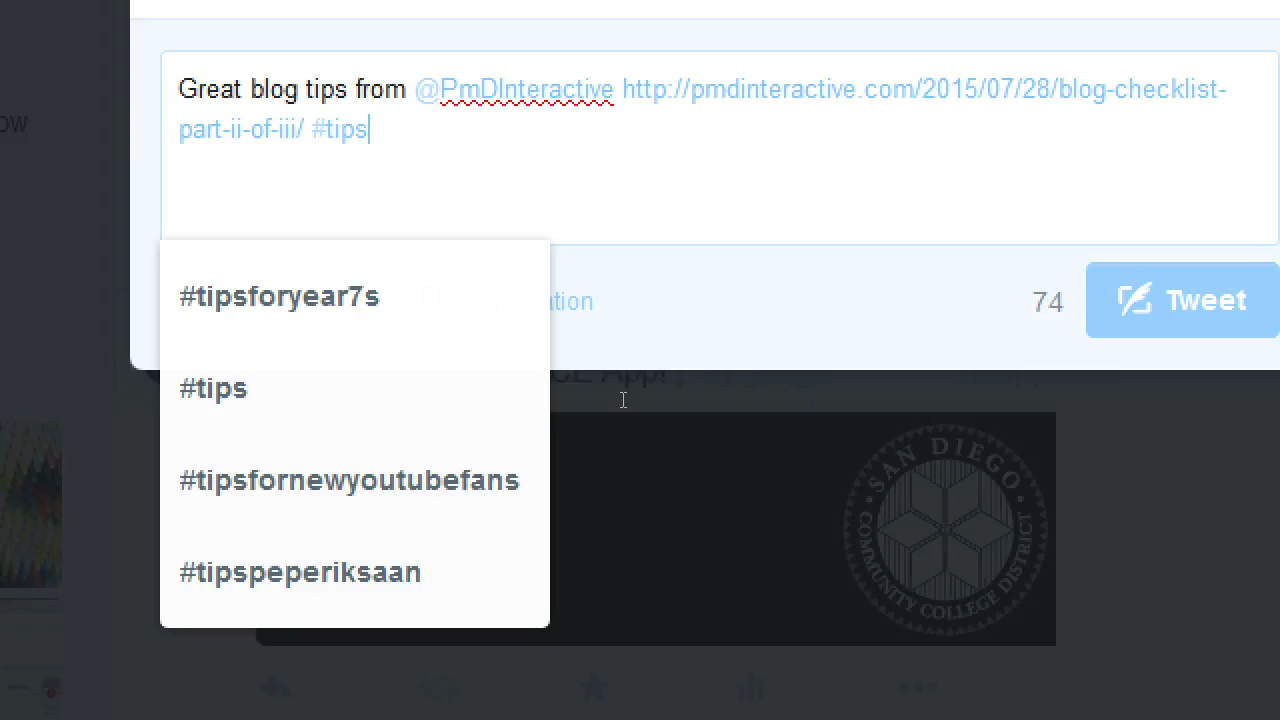 Great blog tips from @PmDInteractive http://pmdinteractive.com/2015/07/28/blog-checklist-
part-ii-of-iii/ #tips
#tipsforyear7s
74
Tweet
#tips
#tipsfornewyoutubefans
#tipspeperiksaan
SAN DIEGO
COMMUNITY COLLEGE DISTRICT